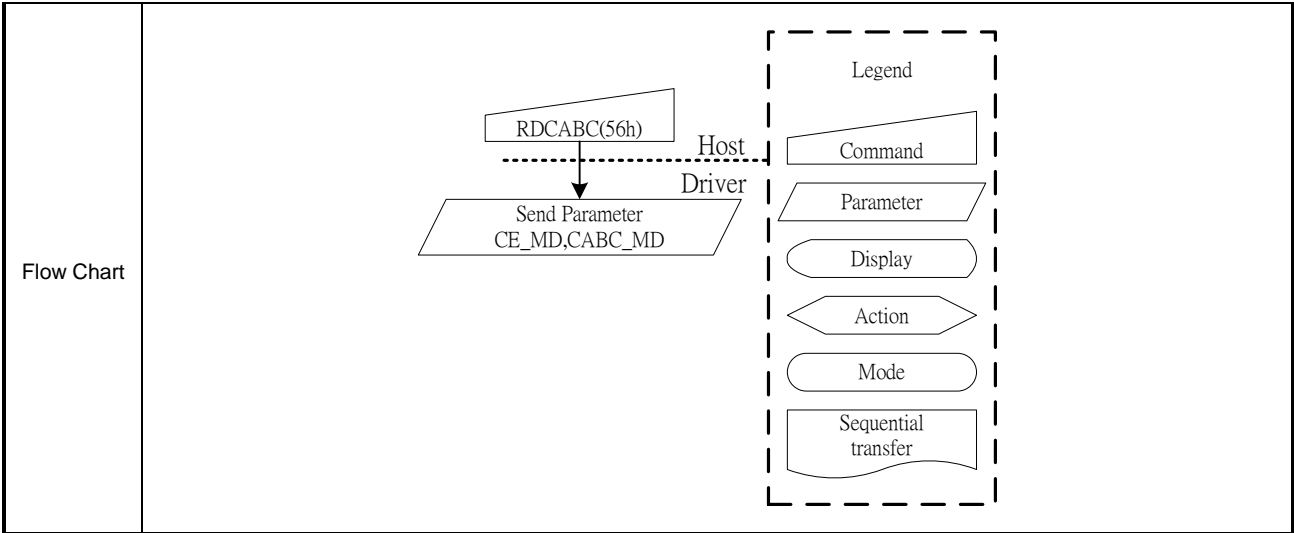 Flow Chart
RDCABC(56h)
Host
Driver
Send Parameter
CE_MD,CABC_MD
Legend
Command
Parameter
Display
Action
Mode
Sequential
transfer